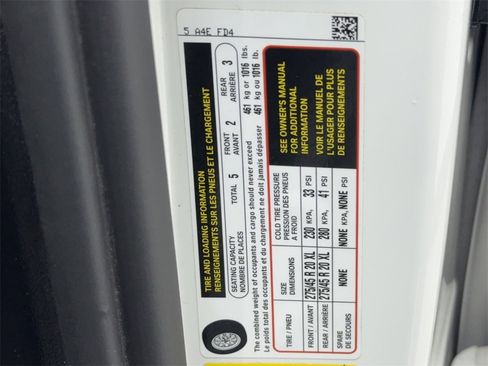 5 A4E FD4
TIRE AND LOADING INFORMATION
RENSEIGNEMENTS SUR LES PNEUS ET LE CHARGEMENT
SEATING CAPACITY TOTAL 5 FRONT 2 REAR 3
NOMBRE DE PLACES AVANT ARRIÈRE
The combined weight of occupants and cargo should never exceed 461 kg or 1016 lbs.
Le poids total des occupants et du chargement ne doit jamais dépasser 461 kg ou 1016 lb.
TIRE / PNEU SIZE COLD TIRE PRESSURE
DIMENSIONS PRESSION DES PNEUS
A FROID
FRONT / AVANT 275/45 R 20 XL 230 KPA, 33 PSI
REAR / ARRIÈRE 275/45 R 20 XL 280 KPA, 41 PSI
SPARE NONE NONE KPA, NONE PSI
DE SECOURS
SEE OWNER'S MANUAL
FOR ADDITIONAL
INFORMATION
VOIR LE MANUEL DE
L'USAGER POUR PLUS
DE RENSEIGNEMENTS